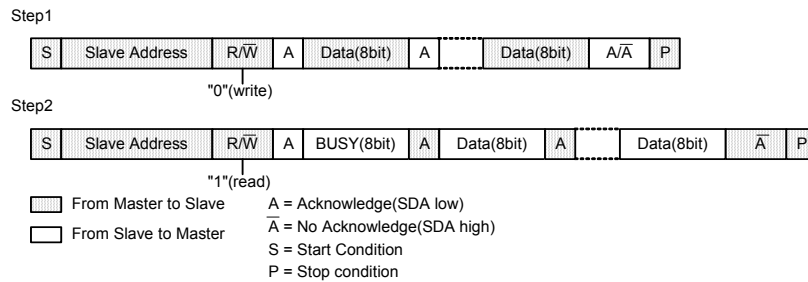 Step1
S Slave Address R/W̅ A Data(8bit) A Data(8bit) A/A̅ P
"0"(write)
Step2
S Slave Address R/W̅ A BUSY(8bit) A Data(8bit) A Data(8bit) A̅ P
"1"(read)
From Master to Slave
From Slave to Master
A = Acknowledge(SDA low)
A̅ = No Acknowledge(SDA high)
S = Start Condition
P = Stop condition